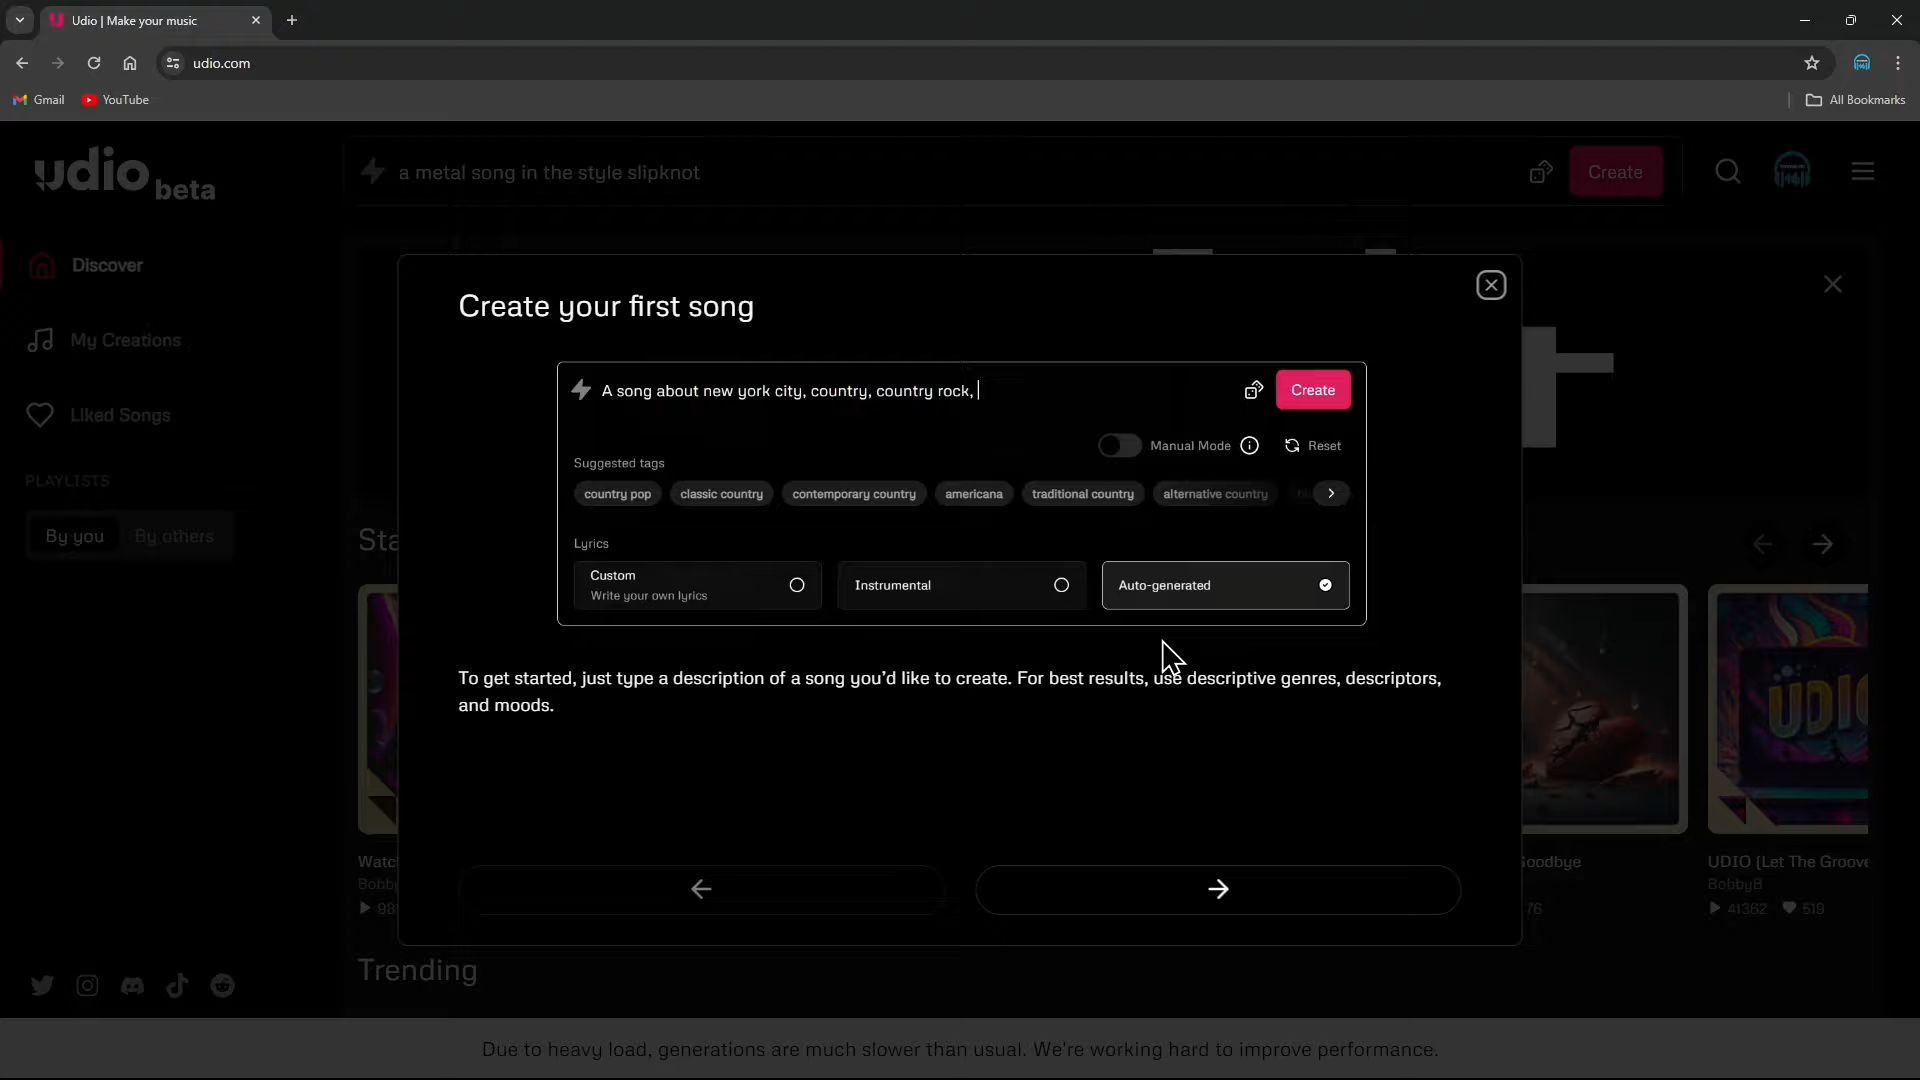 Udio | Make your music
udio.com
Gmail
YouTube
All Bookmarks
udio beta
a metal song in the style slipknot
Create
Discover
My Creations
Liked Songs
PLAYLISTS
By you
By others
Create your first song
A song about new york city, country, country rock,
Create
Manual Mode
Reset
Suggested tags
country pop
classic country
contemporary country
americana
traditional country
alternative country
Lyrics
Custom
Write your own lyrics
Instrumental
Auto-generated
To get started, just type a description of a song you'd like to create. For best results, use descriptive genres, descriptors,
and moods.
UDIO [Let The Groove
BobbyB
41362
519
Trending
Due to heavy load, generations are much slower than usual. We're working hard to improve performance.